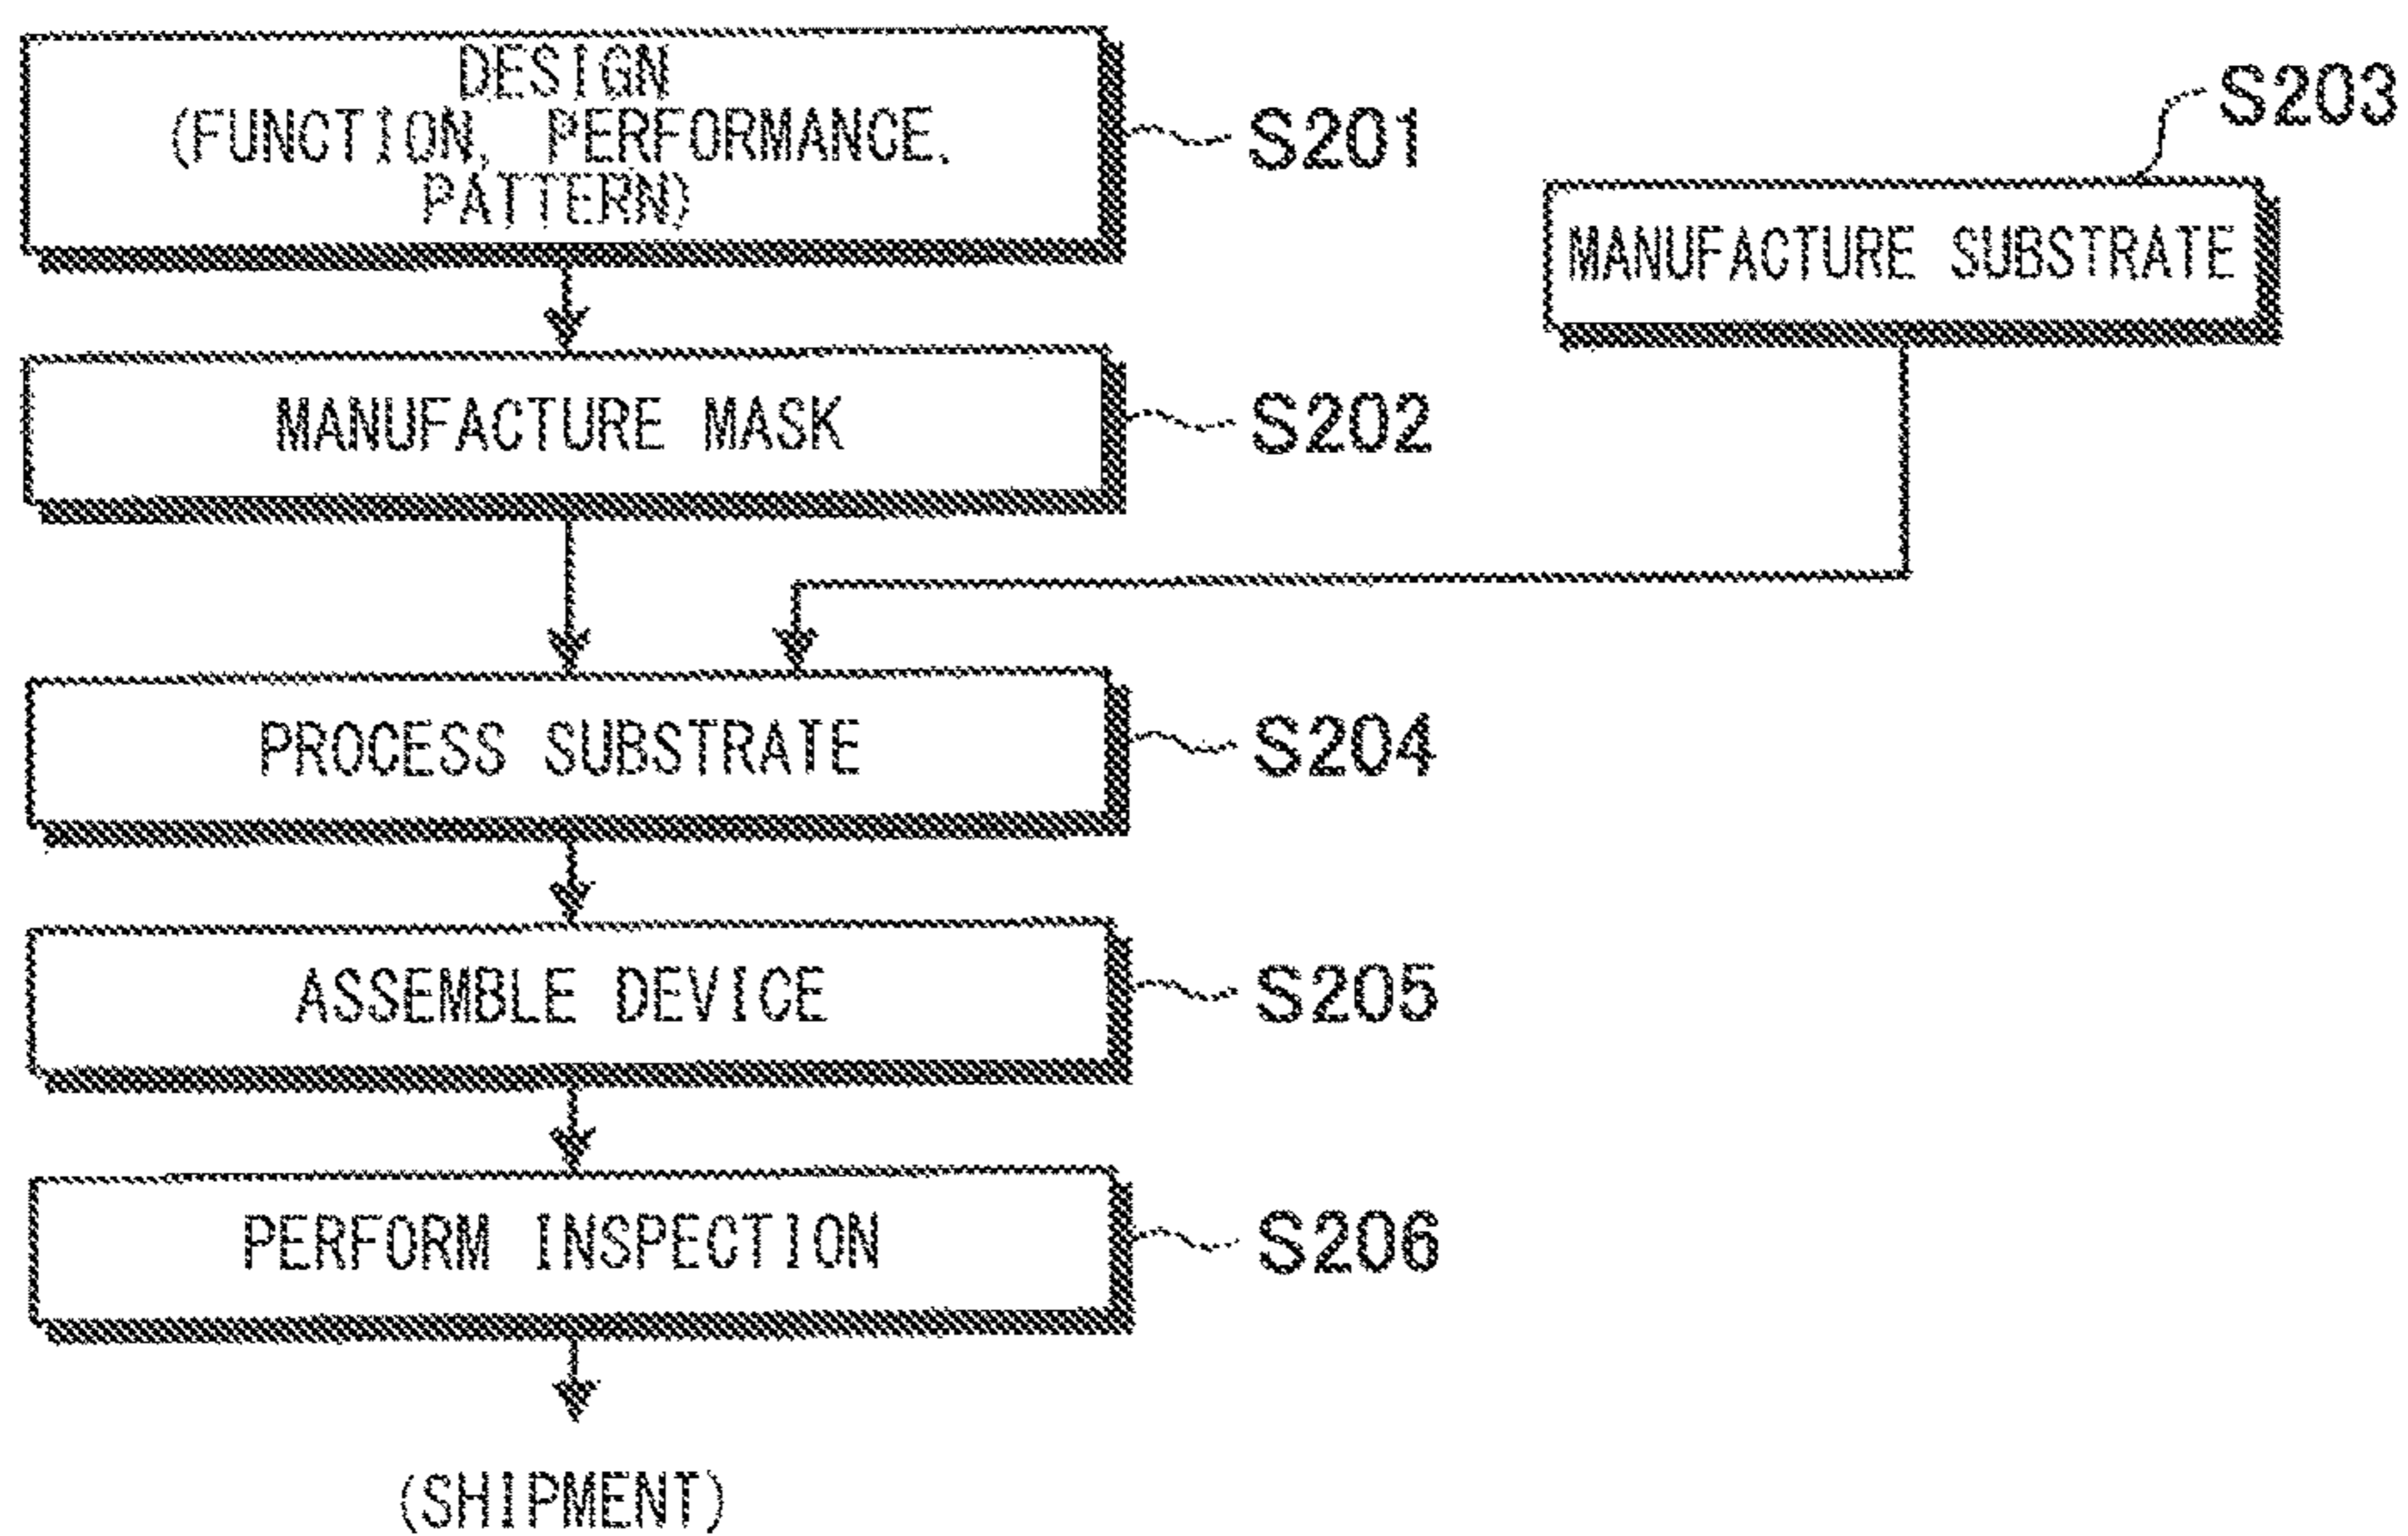 DESIGN
(FUNCTION, PERFORMANCE,
PATTERN)
S201
S203
MANUFACTURE SUBSTRATE
MANUFACTURE MASK
S202
PROCESS SUBSTRATE
S204
ASSEMBLE DEVICE
S205
PERFORM INSPECTION
S206
(SHIPMENT)